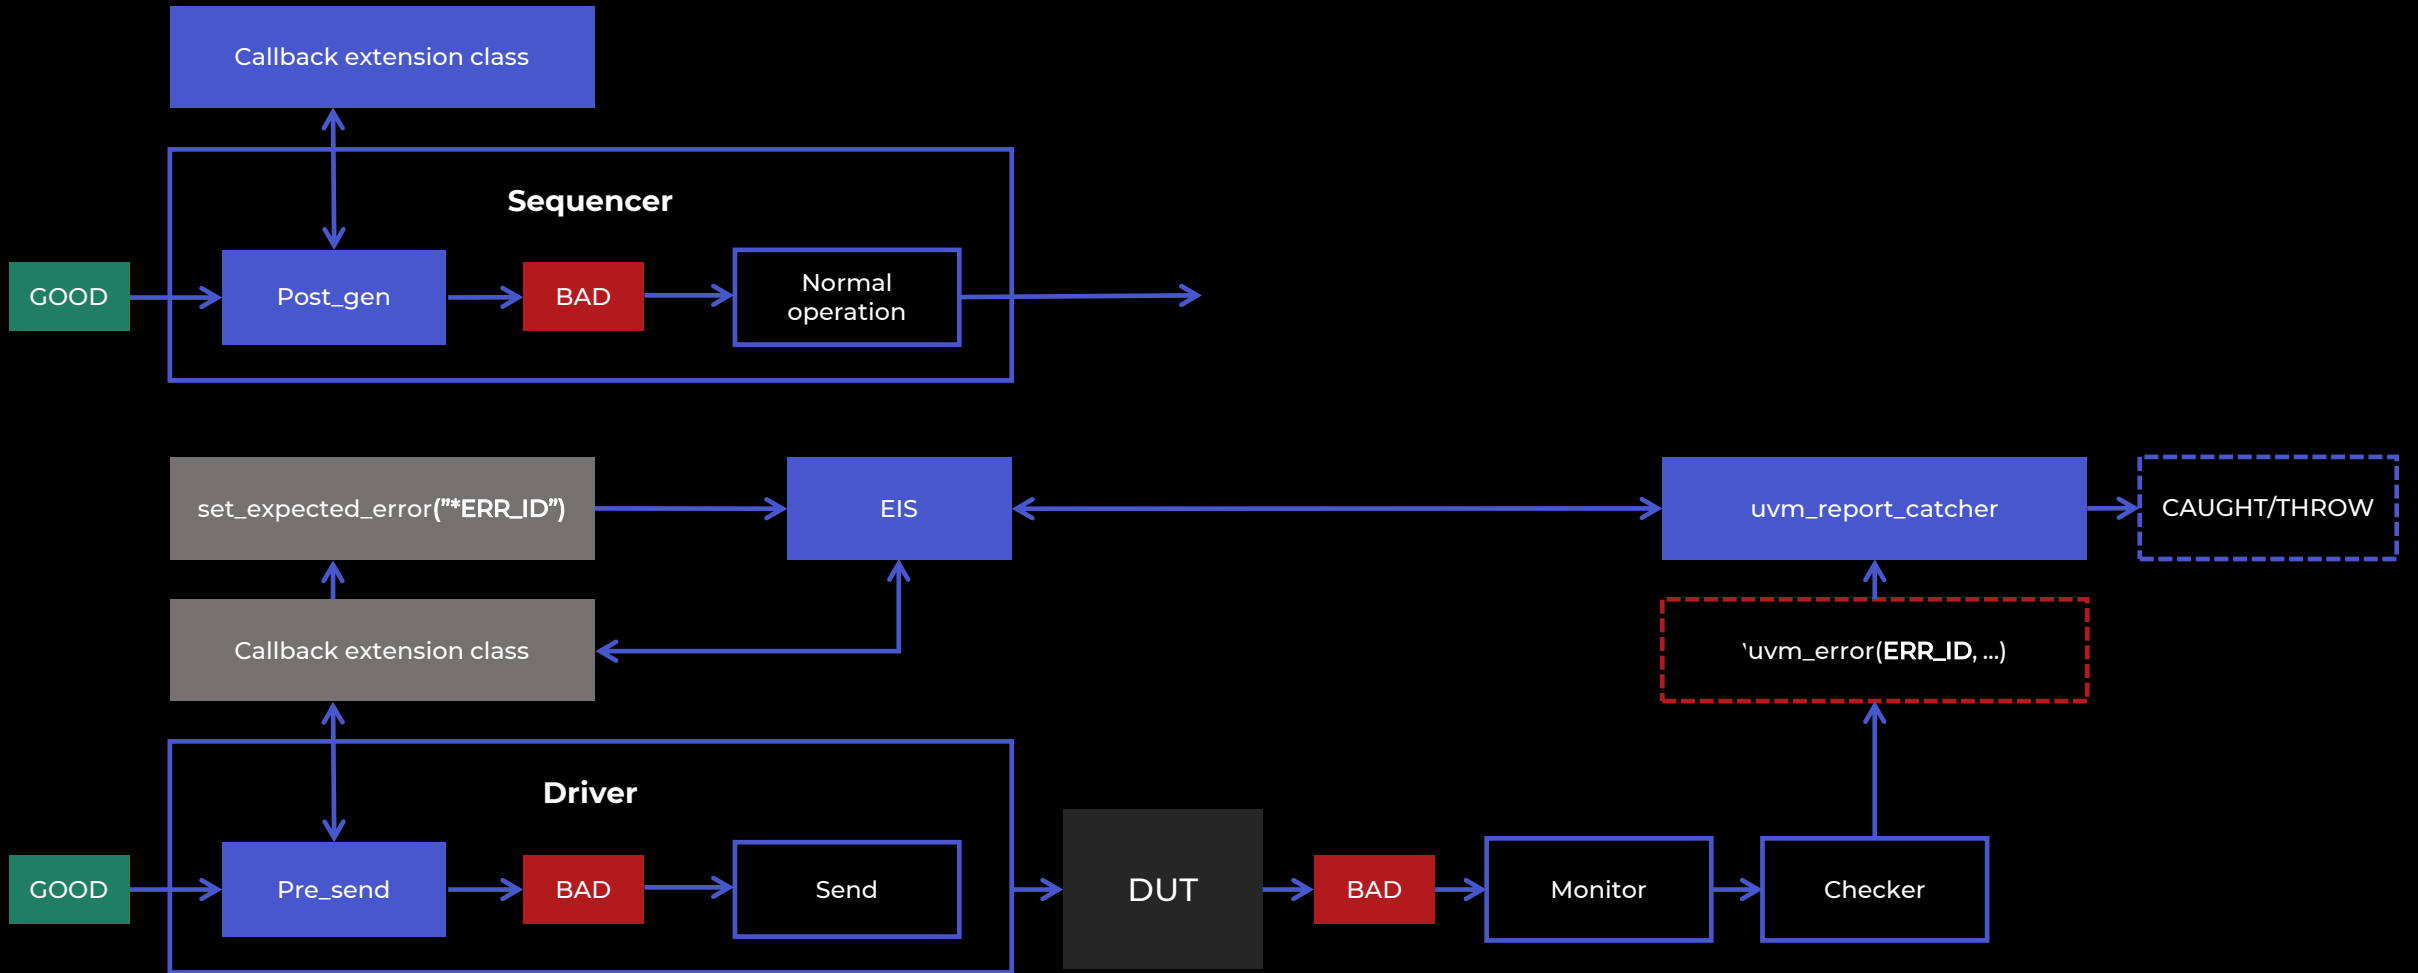 Callback extension class
Sequencer
GOOD
Post_gen
BAD
Normal
operation
set_expected_error(”*ERR_ID”)
EIS
uvm_report_catcher
CAUGHT/THROW
Callback extension class
`uvm_error(ERR_ID, ...)
Driver
GOOD
Pre_send
BAD
Send
DUT
BAD
Monitor
Checker